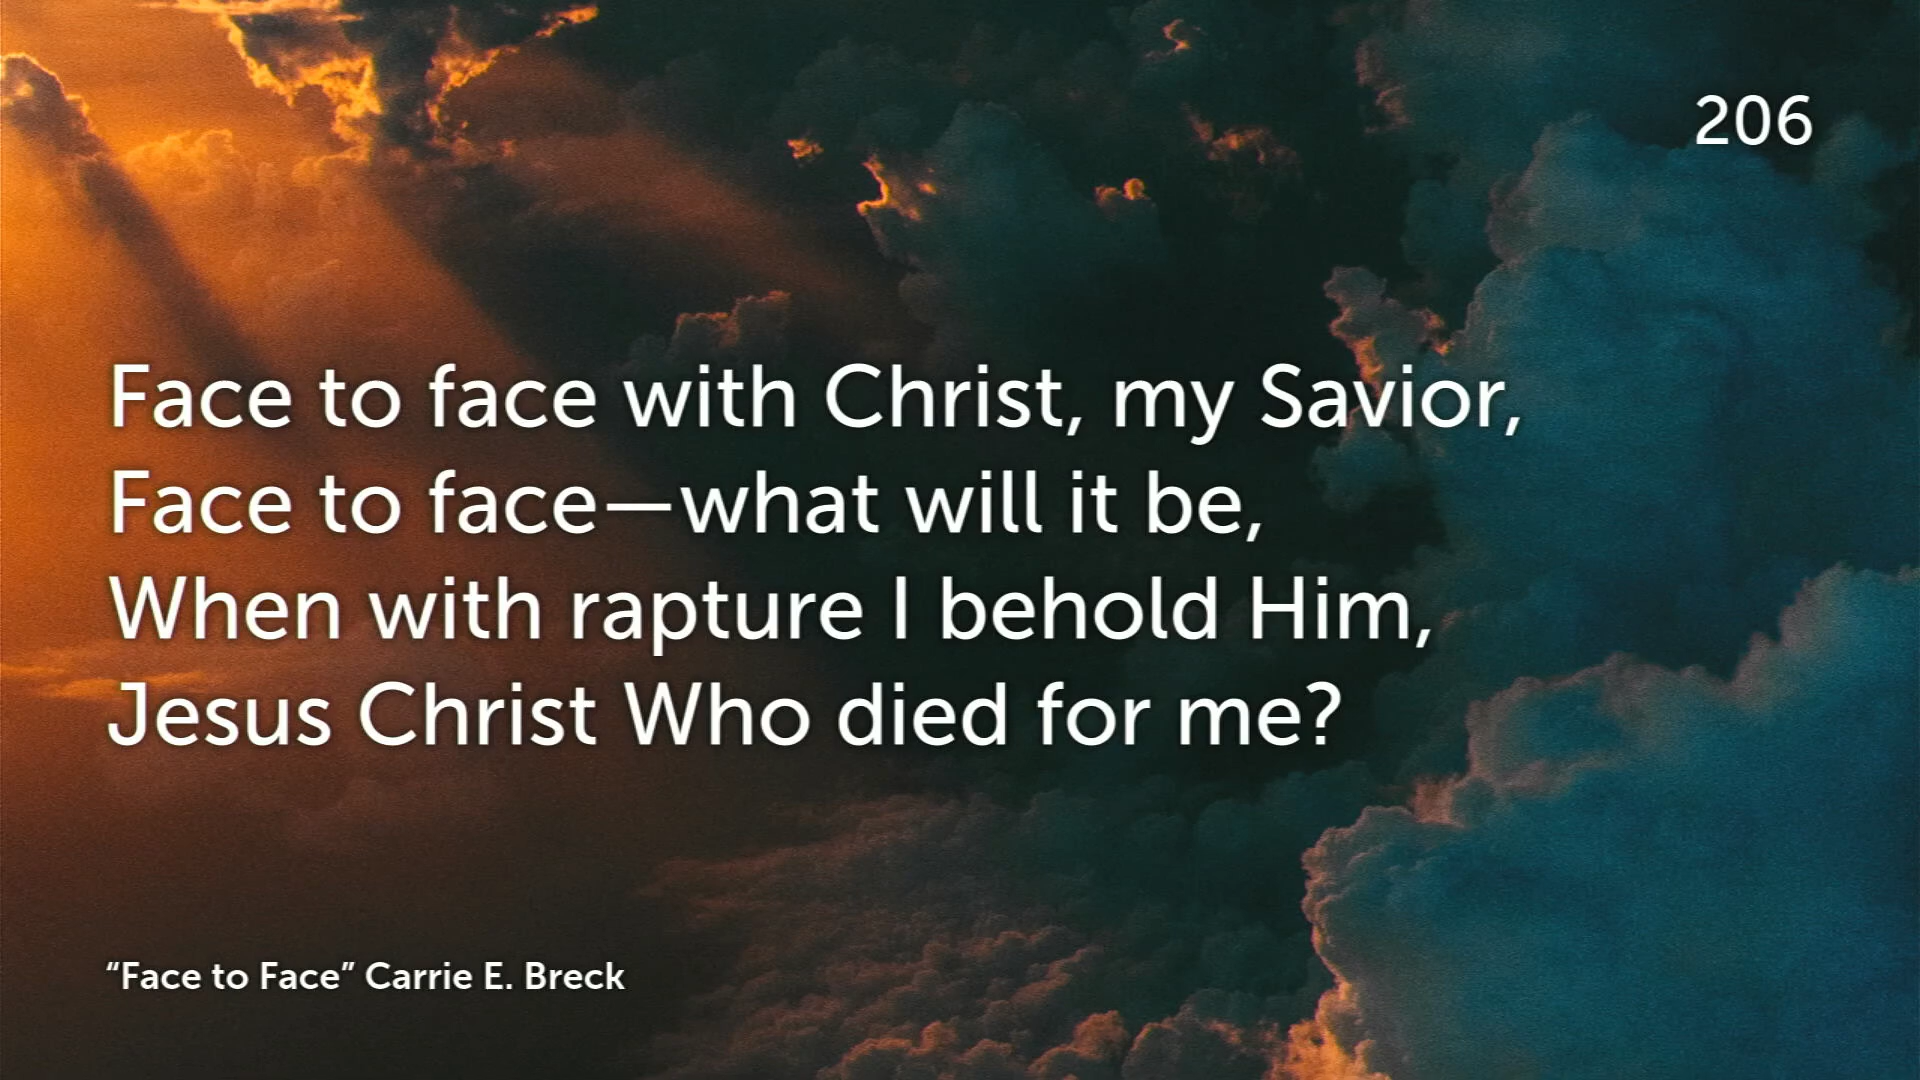 206
Face to face with Christ, my Savior,
Face to face—what will it be,
When with rapture I behold Him,
Jesus Christ Who died for me?
“Face to Face” Carrie E. Breck